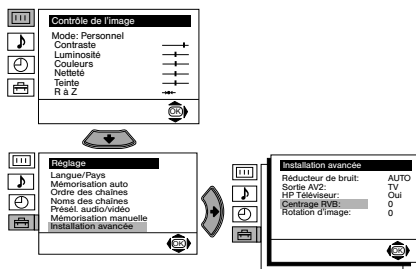 Contrôle de l'image
Mode: Personnel
Contraste
Luminosité
Couleurs
Netteté
Teinte
R à Z
OK
Réglage
Langue/Pays
Mémorisation auto
Ordre des chaînes
Noms des chaînes
Présél. audio/vidéo
Mémorisation manuelle
Installation avancée
OK
Installation avancée
Réducteur de bruit: AUTO
Sortie AV2: TV
HP Téléviseur: Oui
Centrage RVB: 0
Rotation d'image: 0
OK